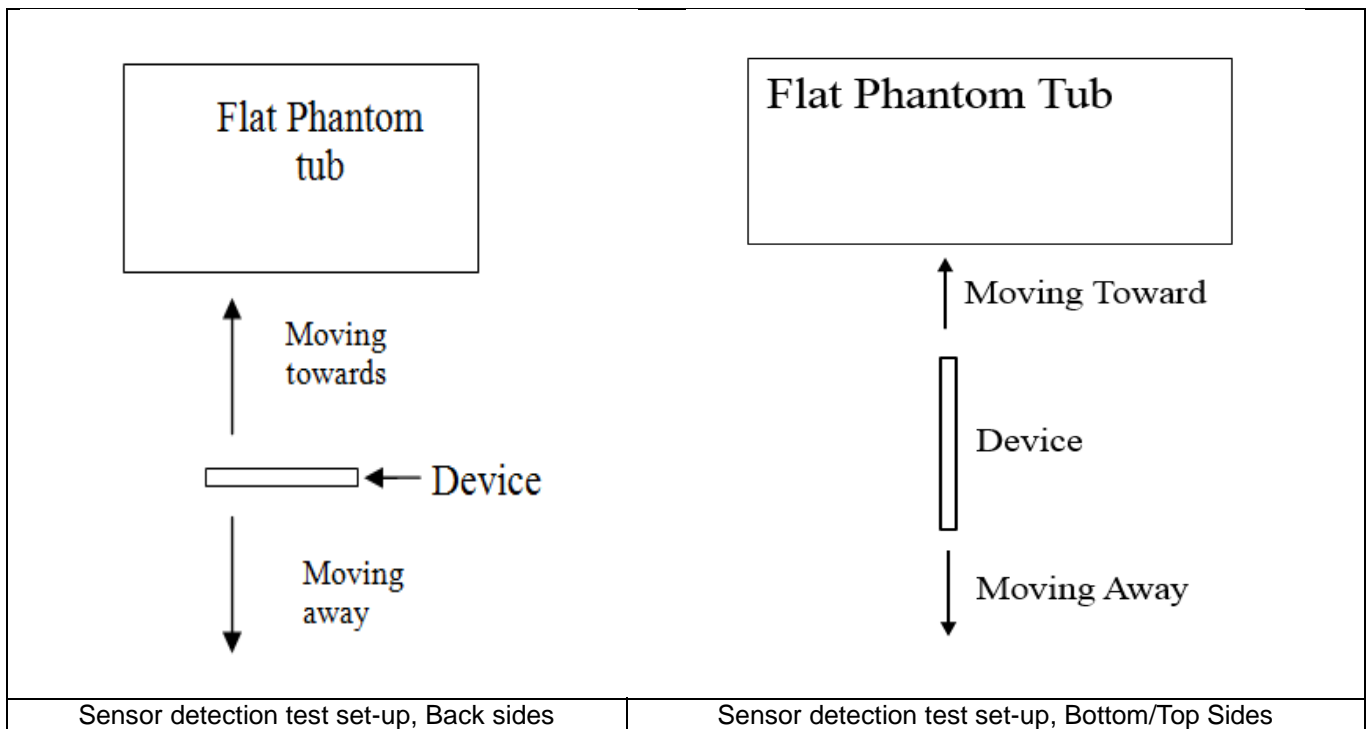 Flat Phantom
tub
Moving
towards
Device
Moving
away
Sensor detection test set-up, Back sides
Flat Phantom Tub
Moving Toward
Device
Moving Away
Sensor detection test set-up, Bottom/Top Sides